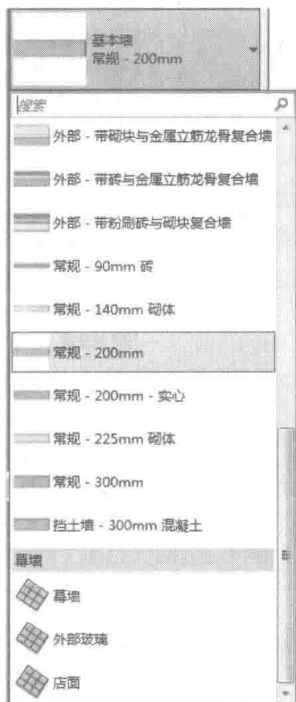 基本墙
常规 - 200mm
搜索
外部 - 带砌块与金属立筋龙骨复合墙
外部 - 带砖与金属立筋龙骨复合墙
外部 - 带粉刷砖与砌块复合墙
常规 - 90mm 砖
常规 - 140mm 砌体
常规 - 200mm
常规 - 200mm - 实心
常规 - 225mm 砌体
常规 - 300mm
挡土墙 - 300mm 混凝土
幕墙
幕墙
外部玻璃
店面